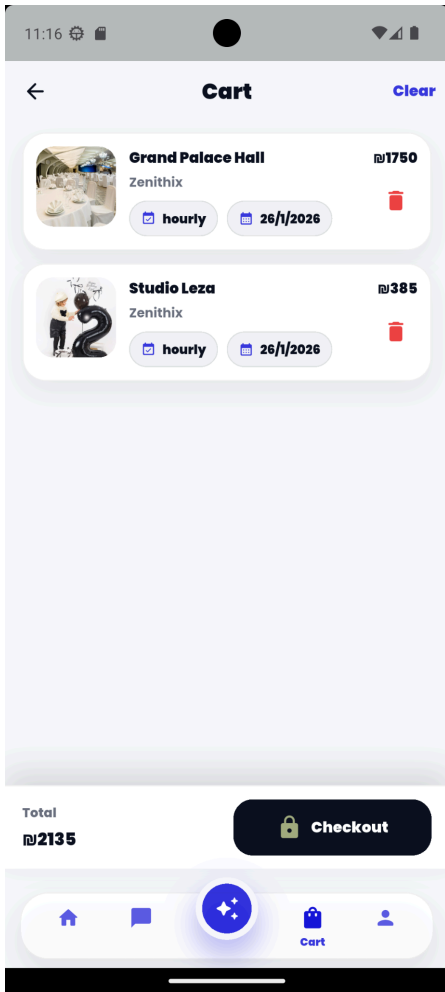 11:16
Cart
Clear
Grand Palace Hall
₪1750
Zenithix
hourly
26/1/2026
Studio Leza
₪385
Zenithix
hourly
26/1/2026
Total
₪2135
Checkout
Cart